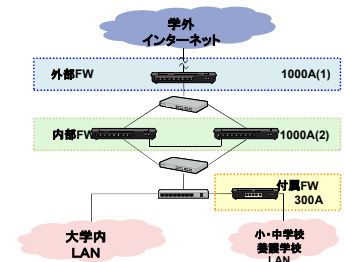 学外
インターネット
外部FW
1000A(1)
内部FW
1000A(2)
付属FW
300A
大学内
LAN
小・中学校
養護学校
LAN